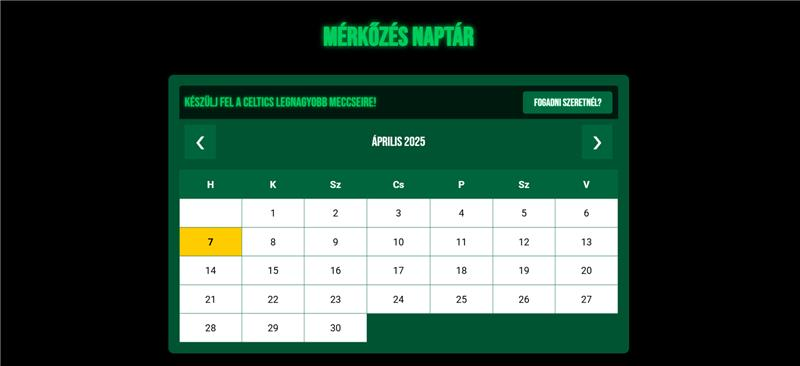 MÉRKŐZÉS NAPTÁR
KÉSZÜLJ FEL A CELTICS LEGNAGYOBB MECCSEIRE!
FOGADNI SZERETNÉL?
❮ ÁPRILIS 2025 ❯
H K Sz Cs P Sz V
1 2 3 4 5 6
7 8 9 10 11 12 13
14 15 16 17 18 19 20
21 22 23 24 25 26 27
28 29 30